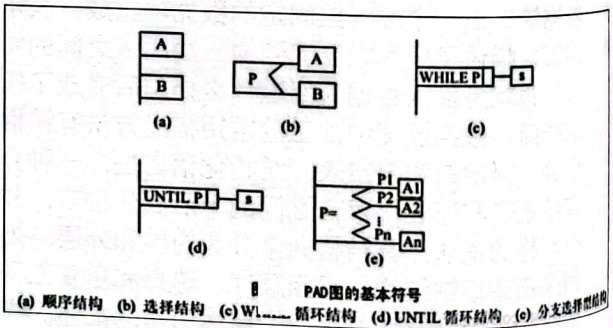 A
B
(a)
P
A
B
(b)
WHILE P
S
(c)
UNTIL P
S
(d)
P=
P1
A1
P2
A2
Pn
An
(e)
PAD图的基本符号
(a) 顺序结构 (b) 选择结构 (c) 循环结构 (d) UNTIL 循环结构 (e) 分支选择型结构